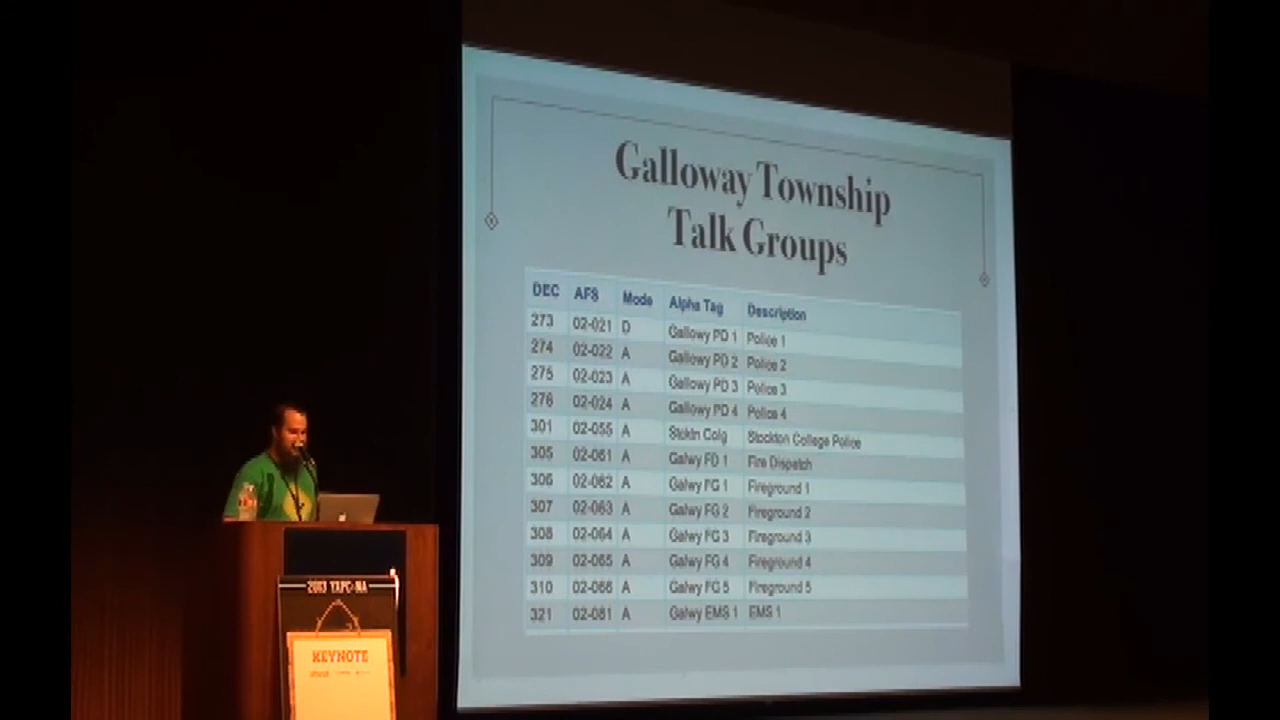 Galloway Township
Talk Groups
DEC AFS Mode Alpha Tag Description
273 02-021 D Gallowy PD 1 Police 1
274 02-022 A Gallowy PD 2 Police 2
275 02-023 A Gallowy PD 3 Police 3
276 02-024 A Gallowy PD 4 Police 4
301 02-055 A Stoktn Colg Stockton College Police
305 02-061 A Galwy FD 1 Fire Dispatch
306 02-062 A Galwy FG 1 Fireground 1
307 02-063 A Galwy FG 2 Fireground 2
308 02-064 A Galwy FG 3 Fireground 3
309 02-065 A Galwy FG 4 Fireground 4
310 02-066 A Galwy FG 5 Fireground 5
321 02-081 A Galwy EMS 1 EMS 1
2013 YAPC:NA
KEYNOTE